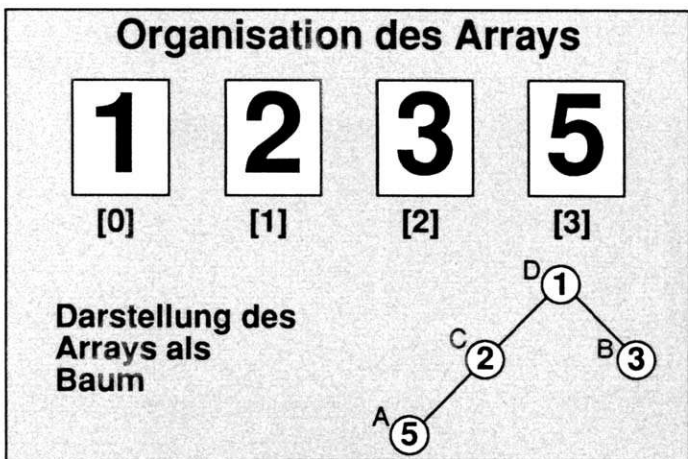 Organisation des Arrays
1 2 3 5
[0] [1] [2] [3]
D 1
Darstellung des
Arrays als
Baum
C 2
B 3
A 5